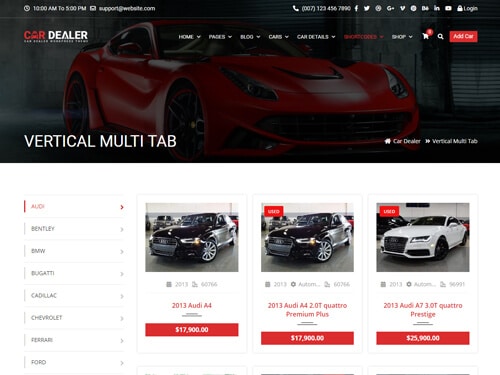 10:00 AM To 5:00 PM support@website.com (007) 123 456 7890 Login
CAR DEALER
CAR DEALER WORDPRESS THEME
HOME PAGES BLOG CARS CAR DETAILS SHORTCODES SHOP 0 Add Car
VERTICAL MULTI TAB
Car Dealer » Vertical Multi Tab
AUDI
BENTLEY
BMW
BUGATTI
CADILLAC
CHEVROLET
FERRARI
FORD
2013 60766
2013 Audi A4
$17,900.00
USED
2013 Autom... 60766
2013 Audi A4 2.0T quattro
Premium Plus
$17,900.00
USED
2013 Autom... 96991
2013 Audi A7 3.0T quattro
Prestige
$25,900.00